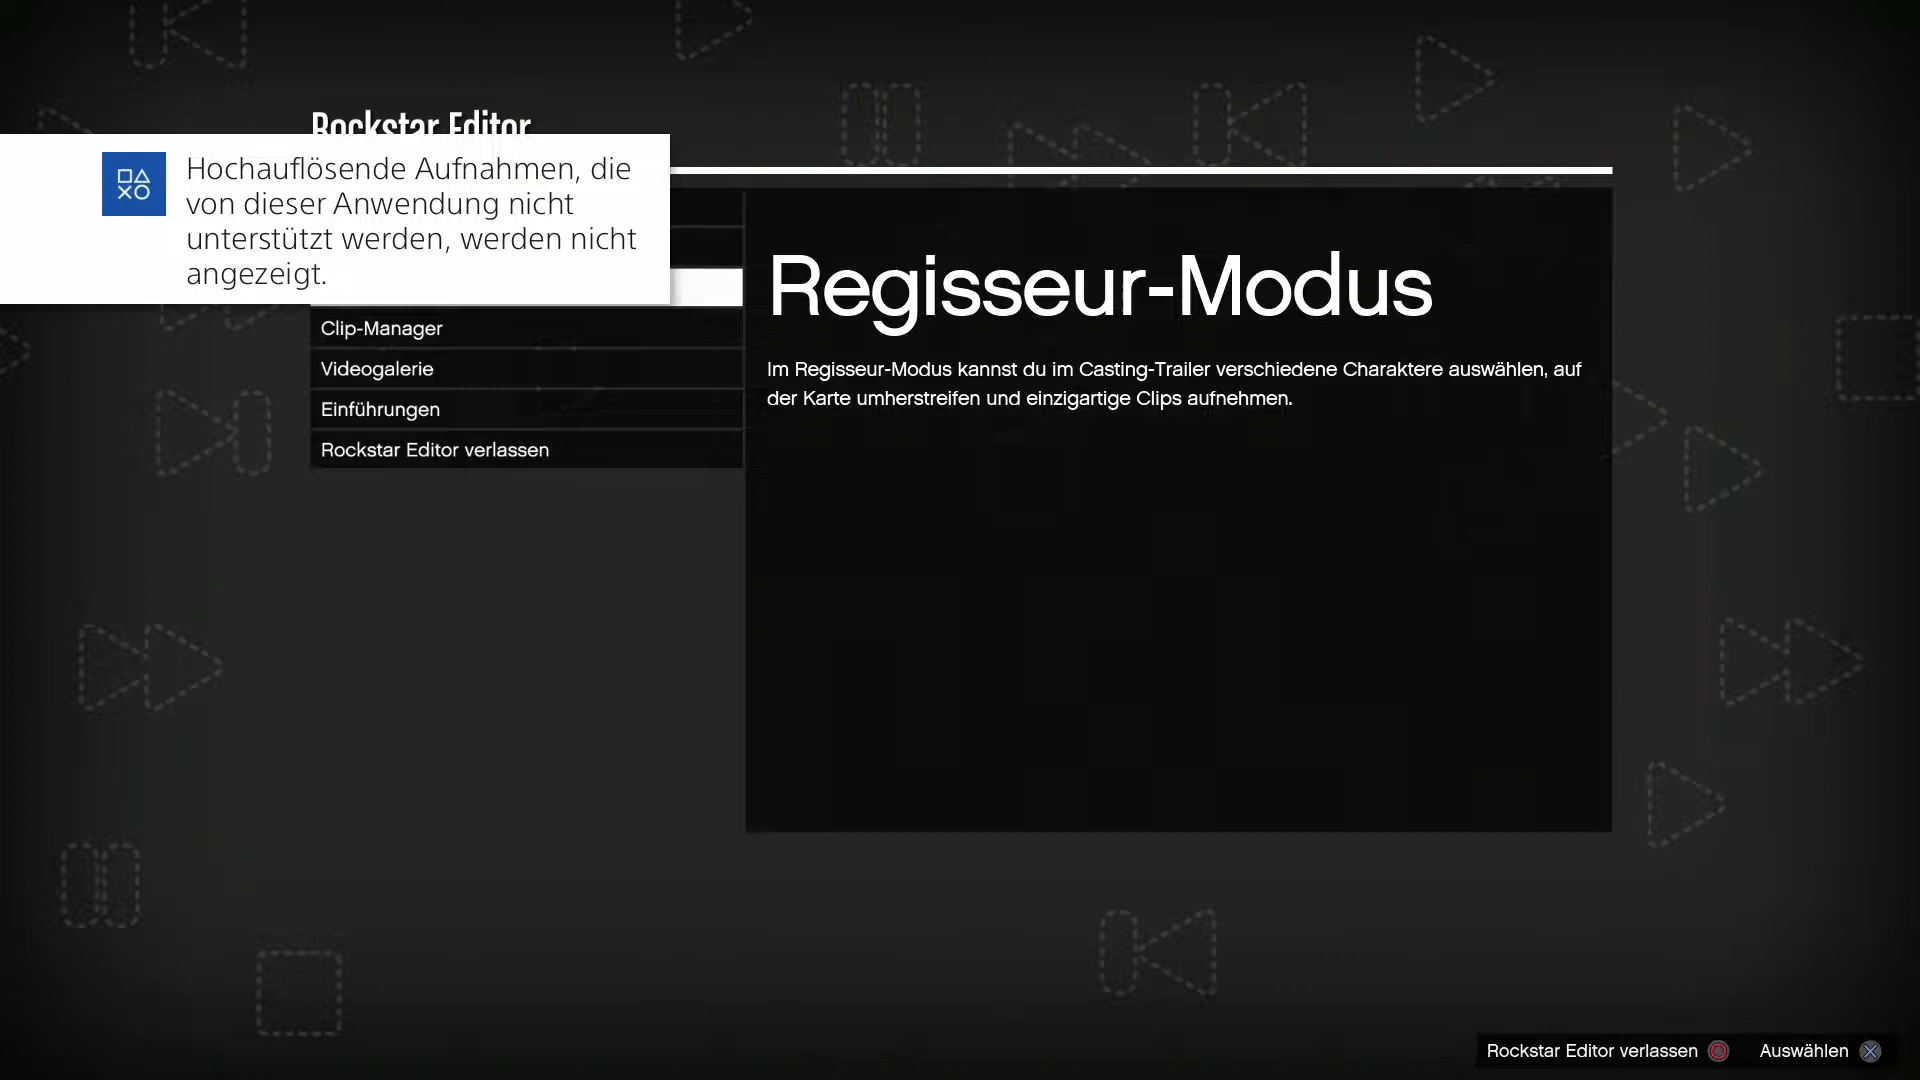 Rockstar Editor
Hochauflösende Aufnahmen, die
von dieser Anwendung nicht
unterstützt werden, werden nicht
angezeigt.
Clip-Manager
Videogalerie
Einführungen
Rockstar Editor verlassen
Regisseur-Modus
Im Regisseur-Modus kannst du im Casting-Trailer verschiedene Charaktere auswählen, auf
der Karte umherstreifen und einzigartige Clips aufnehmen.
Rockstar Editor verlassen Auswählen